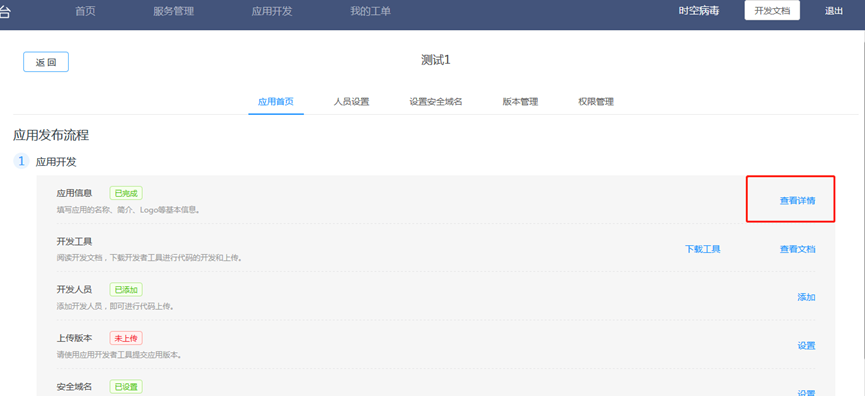 台 首页 服务管理 应用开发 我的工单 时空病毒 开发文档 退出
返 回 测试1
应用首页 人员设置 设置安全域名 版本管理 权限管理
应用发布流程
1 应用开发
应用信息 已完成 查看详情
填写应用的名称、简介、Logo等基本信息。
开发工具 下载工具 查看文档
阅读开发文档，下载开发者工具进行代码的开发和上传。
开发人员 已添加 添加
添加开发人员，即可进行代码上传。
上传版本 未上传 设置
请使用应用开发者工具提交应用版本。
安全域名 已设置 设置